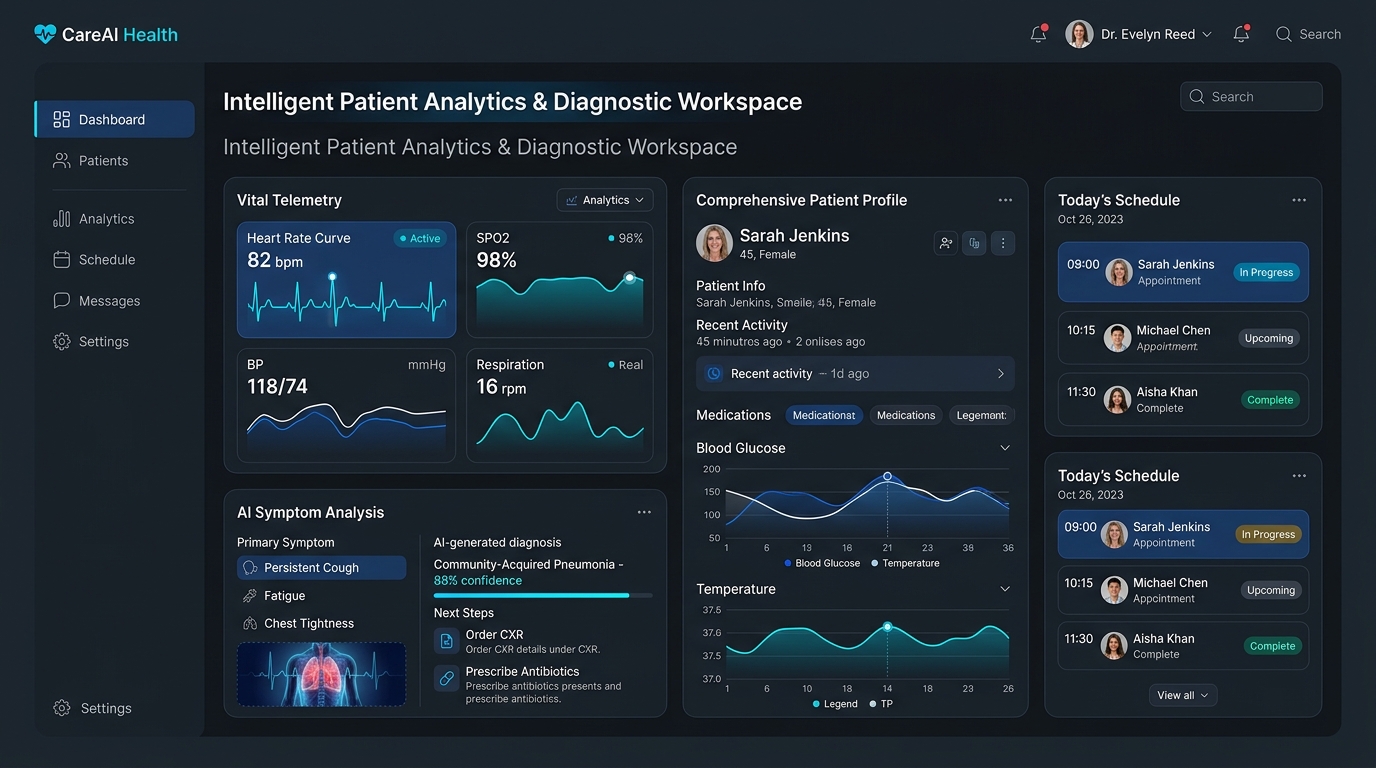 CareAI Health
Dr. Evelyn Reed
Search
Dashboard
Patients
Analytics
Schedule
Messages
Settings
Settings
Intelligent Patient Analytics & Diagnostic Workspace
Search
Intelligent Patient Analytics & Diagnostic Workspace
Vital Telemetry
Analytics
Heart Rate Curve
Active
82 bpm
SPO2
98%
98%
BP
mmHg
118/74
Respiration
Real
16 rpm
AI Symptom Analysis
Primary Symptom
Persistent Cough
Fatigue
Chest Tightness
AI-generated diagnosis
Community-Acquired Pneumonia -
88% confidence
Next Steps
Order CXR
Order CXR details under CXR.
Prescribe Antibiotics
Prescribe antibiotics presents and
prescribe antibiotics.
Comprehensive Patient Profile
Sarah Jenkins
45, Female
Patient Info
Sarah Jenkins, Smeile; 45, Female
Recent Activity
45 minutros ago • 2 onlises ago
Recent activity – 1d ago
Medications
Medicationat
Medications
Legemant:
Blood Glucose
200
150
100
50
1 6 13 16 21 23 38 36
Blood Glucose
Temperature
Temperature
37.5
37.6
37.5
37.0
1 6 10 18 14 18 23 26
Legend
TP
Today's Schedule
Oct 26, 2023
09:00
Sarah Jenkins
Appointment
In Progress
10:15
Michael Chen
Appointment
Upcoming
11:30
Aisha Khan
Complete
Complete
Today's Schedule
Oct 26, 2023
09:00
Sarah Jenkins
Appointment
In Progress
10:15
Michael Chen
Appointment
Upcoming
11:30
Aisha Khan
Complete
Complete
View all